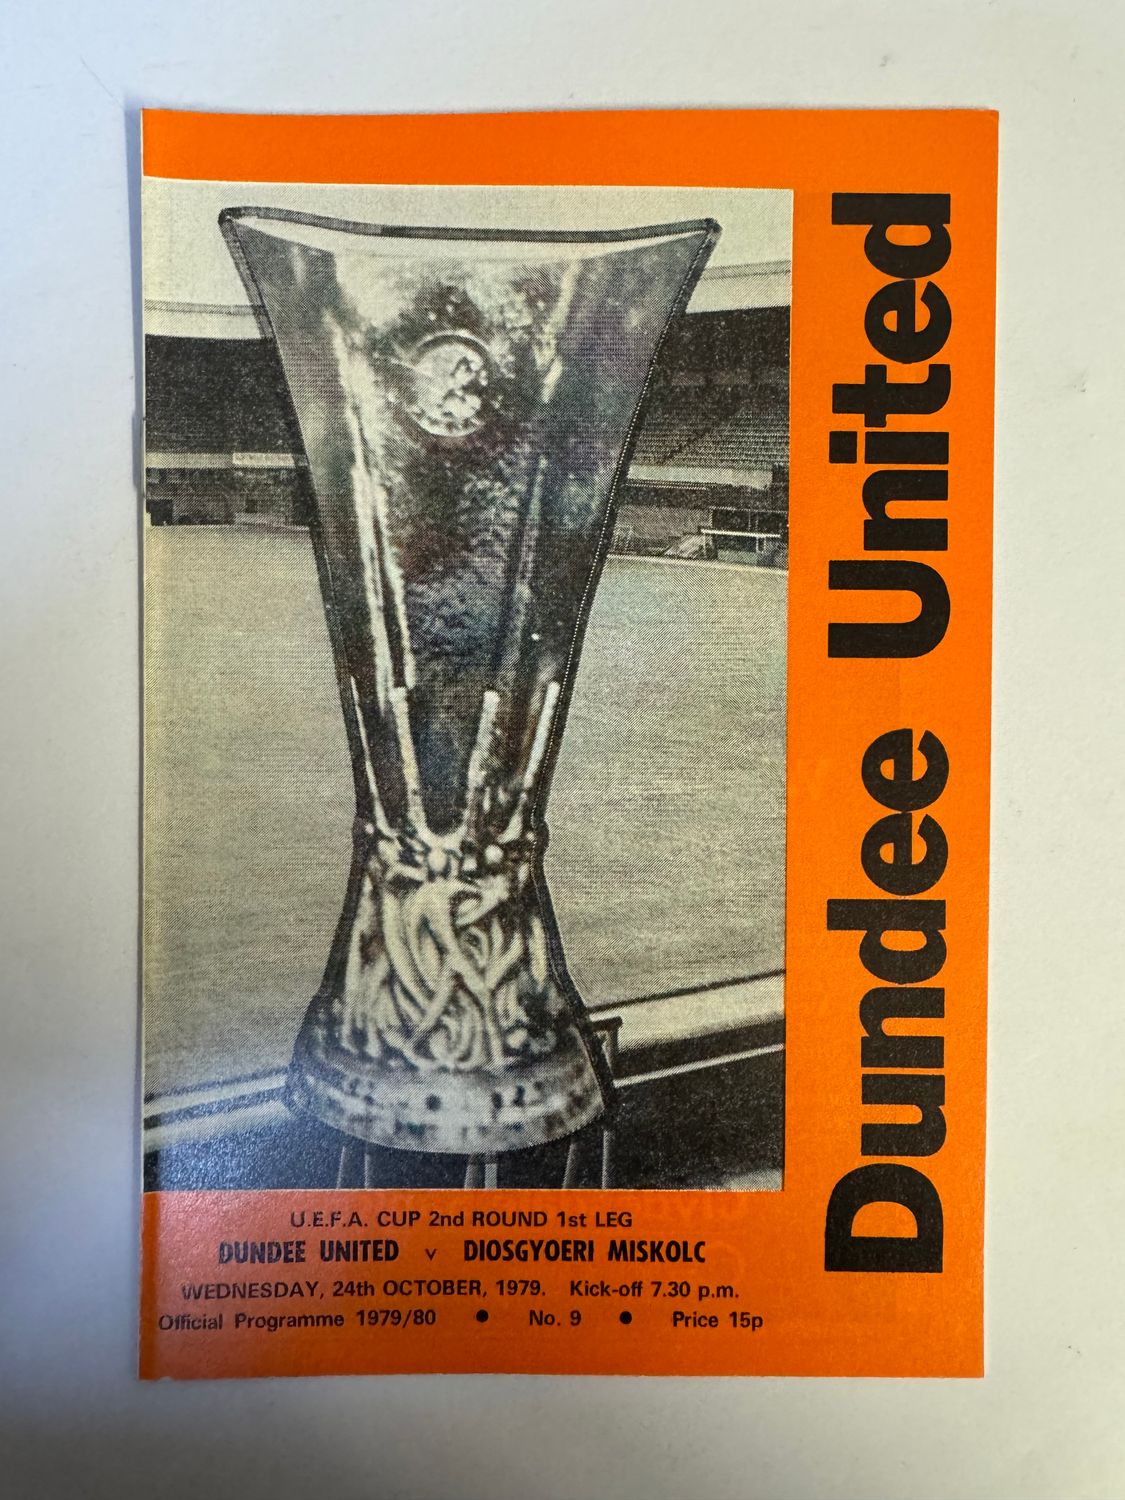 Dundee United
U.E.F.A. CUP 2nd ROUND 1st LEG
DUNDEE UNITED v DIOSGYOERI MISKOLC
WEDNESDAY, 24th OCTOBER, 1979. Kick-off 7.30 p.m.
Official Programme 1979/80 ● No. 9 ● Price 15p